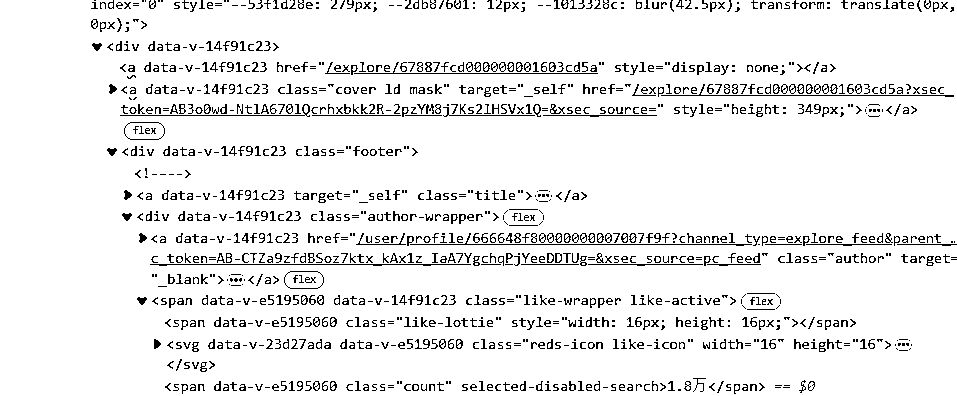 index="0" style="--53f1d28e: 279px; --2db87601: 12px; --1013328c: blur(42.5px); transform: translate(0px,
0px);">
<div data-v-14f91c23>
<a data-v-14f91c23 href="/explore/67887fcd000000001603cd5a" style="display: none;"></a>
<a data-v-14f91c23 class="cover ld mask" target="_self" href="/explore/67887fcd000000001603cd5a?xsec_
token=AB3o0wd-NtlA670lQcrhxbkk2R-2pzYM8j7Ks2IHSVx1Q=&xsec_source=" style="height: 349px;">…</a>
flex
<div data-v-14f91c23 class="footer">
<!---->
<a data-v-14f91c23 target="_self" class="title">…</a>
<div data-v-14f91c23 class="author-wrapper"> flex
<a data-v-14f91c23 href="/user/profile/666648f80000000007007f9f?channel_type=explore_feed&parent_…
c_token=AB-CTZa9zfdBSoz7ktx_kAx1z_IaA7YgchqPjYeeDDTUg=&xsec_source=pc_feed" class="author" target=
"_blank">…</a> flex
<span data-v-e5195060 data-v-14f91c23 class="like-wrapper like-active"> flex
<span data-v-e5195060 class="like-lottie" style="width: 16px; height: 16px;"></span>
<svg data-v-23d27ada data-v-e5195060 class="reds-icon like-icon" width="16" height="16">…
</svg>
<span data-v-e5195060 class="count" selected-disabled-search>1.8万</span> == $0